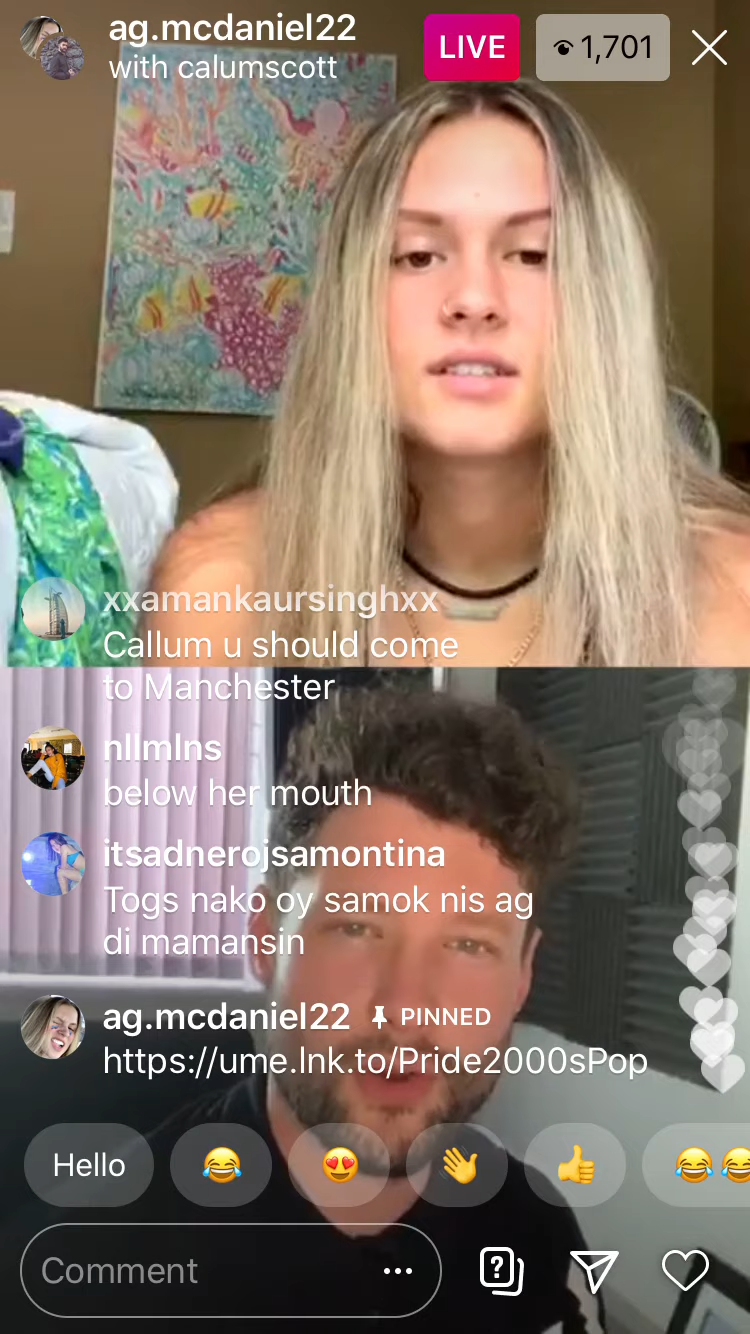 ag.mcdaniel22
with calumscott
LIVE
1,701
xxamankaursinghxx
Callum u should come
to Manchester
nllmlns
below her mouth
itsadnerojsamontina
Togs nako oy samok nis ag
di mamansin
ag.mcdaniel22 PINNED
https://ume.lnk.to/Pride2000sPop
Hello
Comment